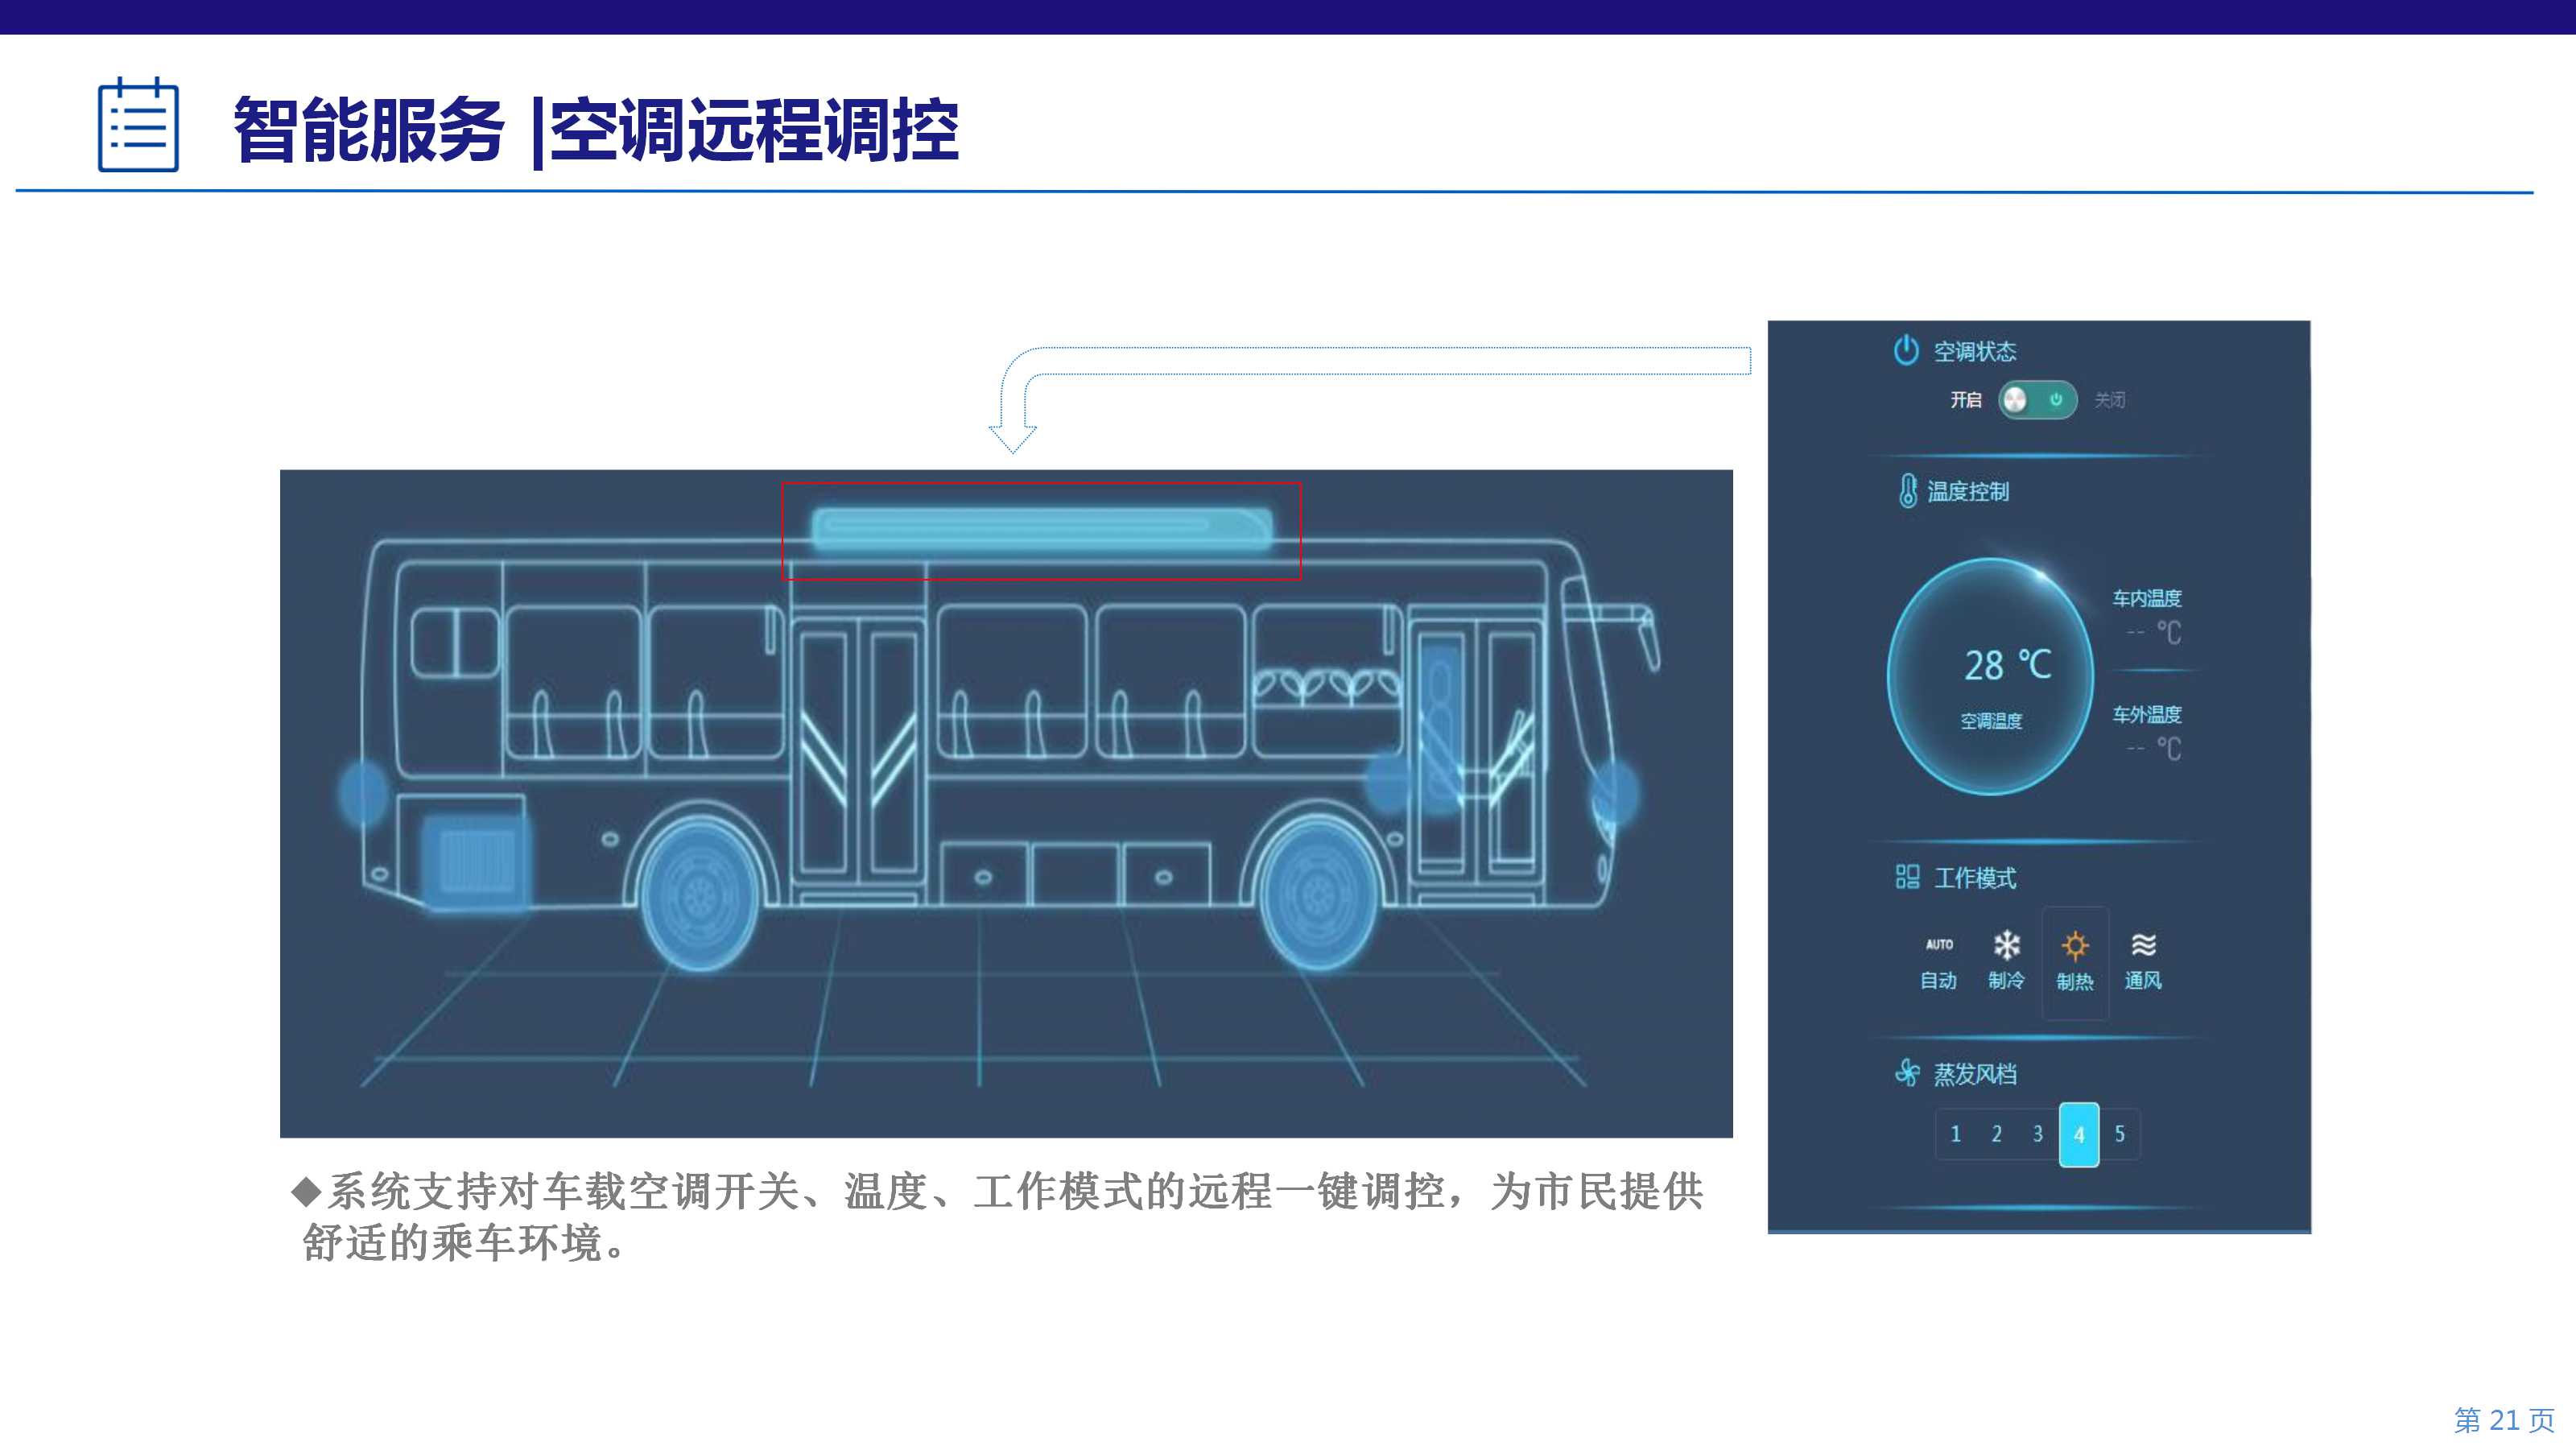 智能服务 |空调远程调控
空调状态
开启 关闭
温度控制
28 ℃
空调温度
车内温度
-- ℃
车外温度
-- ℃
工作模式
AUTO
自动 制冷 制热 通风
蒸发风档
1 2 3 4 5
◆系统支持对车载空调开关、温度、工作模式的远程一键调控，为市民提供
舒适的乘车环境。
第 21 页